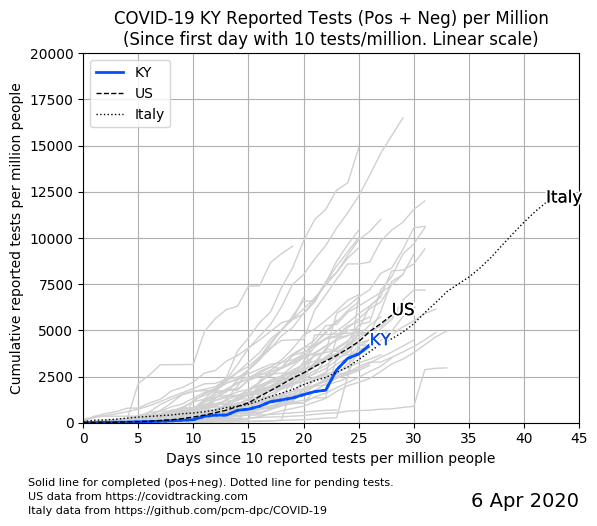 COVID-19 KY Reported Tests (Pos + Neg) per Million
(Since first day with 10 tests/million. Linear scale)
Cumulative reported tests per million people
20000
17500
15000
12500
10000
7500
5000
2500
0
KY
US
Italy
Italy
US
KY
0 5 10 15 20 25 30 35 40 45
Days since 10 reported tests per million people
Solid line for completed (pos+neg). Dotted line for pending tests.
US data from https://covidtracking.com
Italy data from https://github.com/pcm-dpc/COVID-19
6 Apr 2020